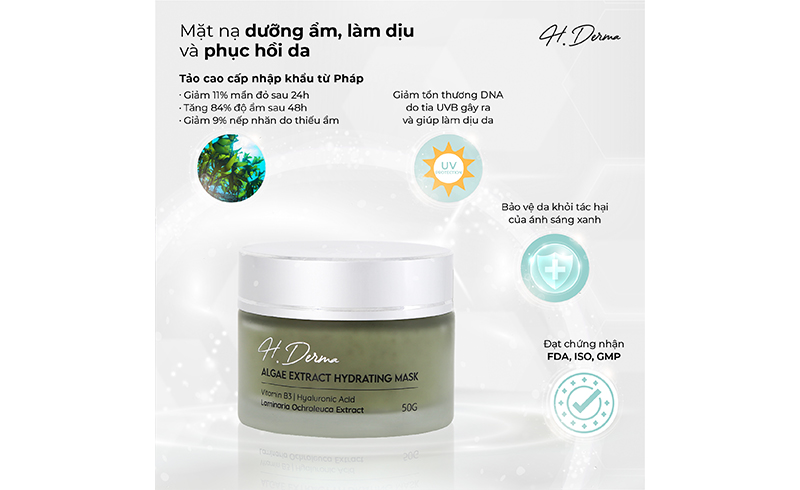 Mặt nạ dưỡng ẩm, làm dịu
và phục hồi da
H. Derma
Tảo cao cấp nhập khẩu từ Pháp
· Giảm 11% mẩn đỏ sau 24h
· Tăng 84% độ ẩm sau 48h
· Giảm 9% nếp nhăn do thiếu ẩm
Giảm tổn thương DNA
do tia UVB gây ra
và giúp làm dịu da
UV
PROTECTION
Bảo vệ da khỏi tác hại
của ánh sáng xanh
H. Derma
ALGAE EXTRACT HYDRATING MASK
Vitamin B3 | Hyaluronic Acid
Laminaria Ochroleuca Extract
50G
Đạt chứng nhận
FDA, ISO, GMP